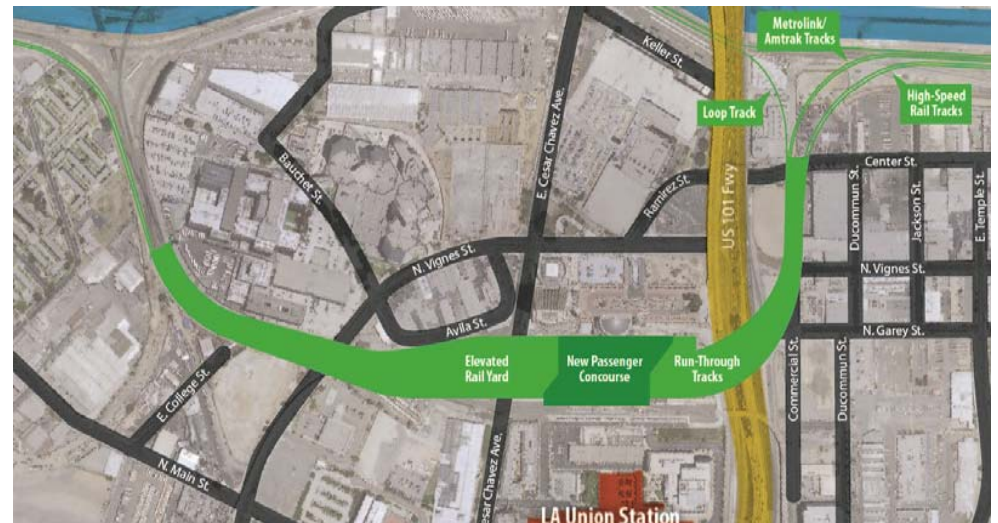 Metrolink/
Amtrak Tracks
Keller St.
High-Speed
Rail Tracks
Loop Track
E. Cesar Chavez Ave.
Center St.
Bauchet St.
Ramirez St.
US 101 Fwy
Ducommun St.
Jackson St.
E. Temple St.
N. Vignes St.
N. Vignes St.
Avila St.
N. Garey St.
Elevated
Rail Yard
New Passenger
Concourse
Run-Through
Tracks
E. College St.
Commercial St.
Ducommun St.
N. Main St.
esar Chavez Ave.
LA Union Station